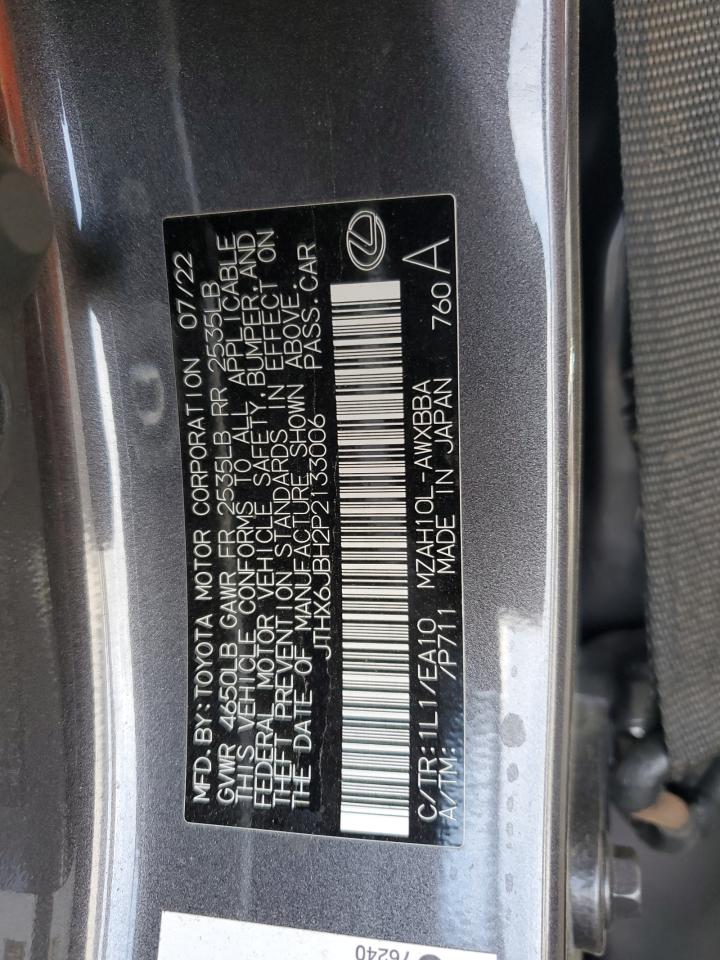 MFD.BY:TOYOTA MOTOR CORPORATION 07/22
GVWR 4650LB GAWR FR 2535LB RR 2535LB
THIS VEHICLE CONFORMS TO ALL APPLICABLE
FEDERAL MOTOR VEHICLE SAFETY,BUMPER,AND
THEFT PREVENTION STANDARDS IN EFFECT ON
THE DATE OF MANUFACTURE SHOWN ABOVE.
JTHX6JBH2P2133006 PASS.CAR
C/TR:1L1/EA10 MZAH10L-AWXBBA
A/TM: /P711 MADE IN JAPAN 760 A
76240